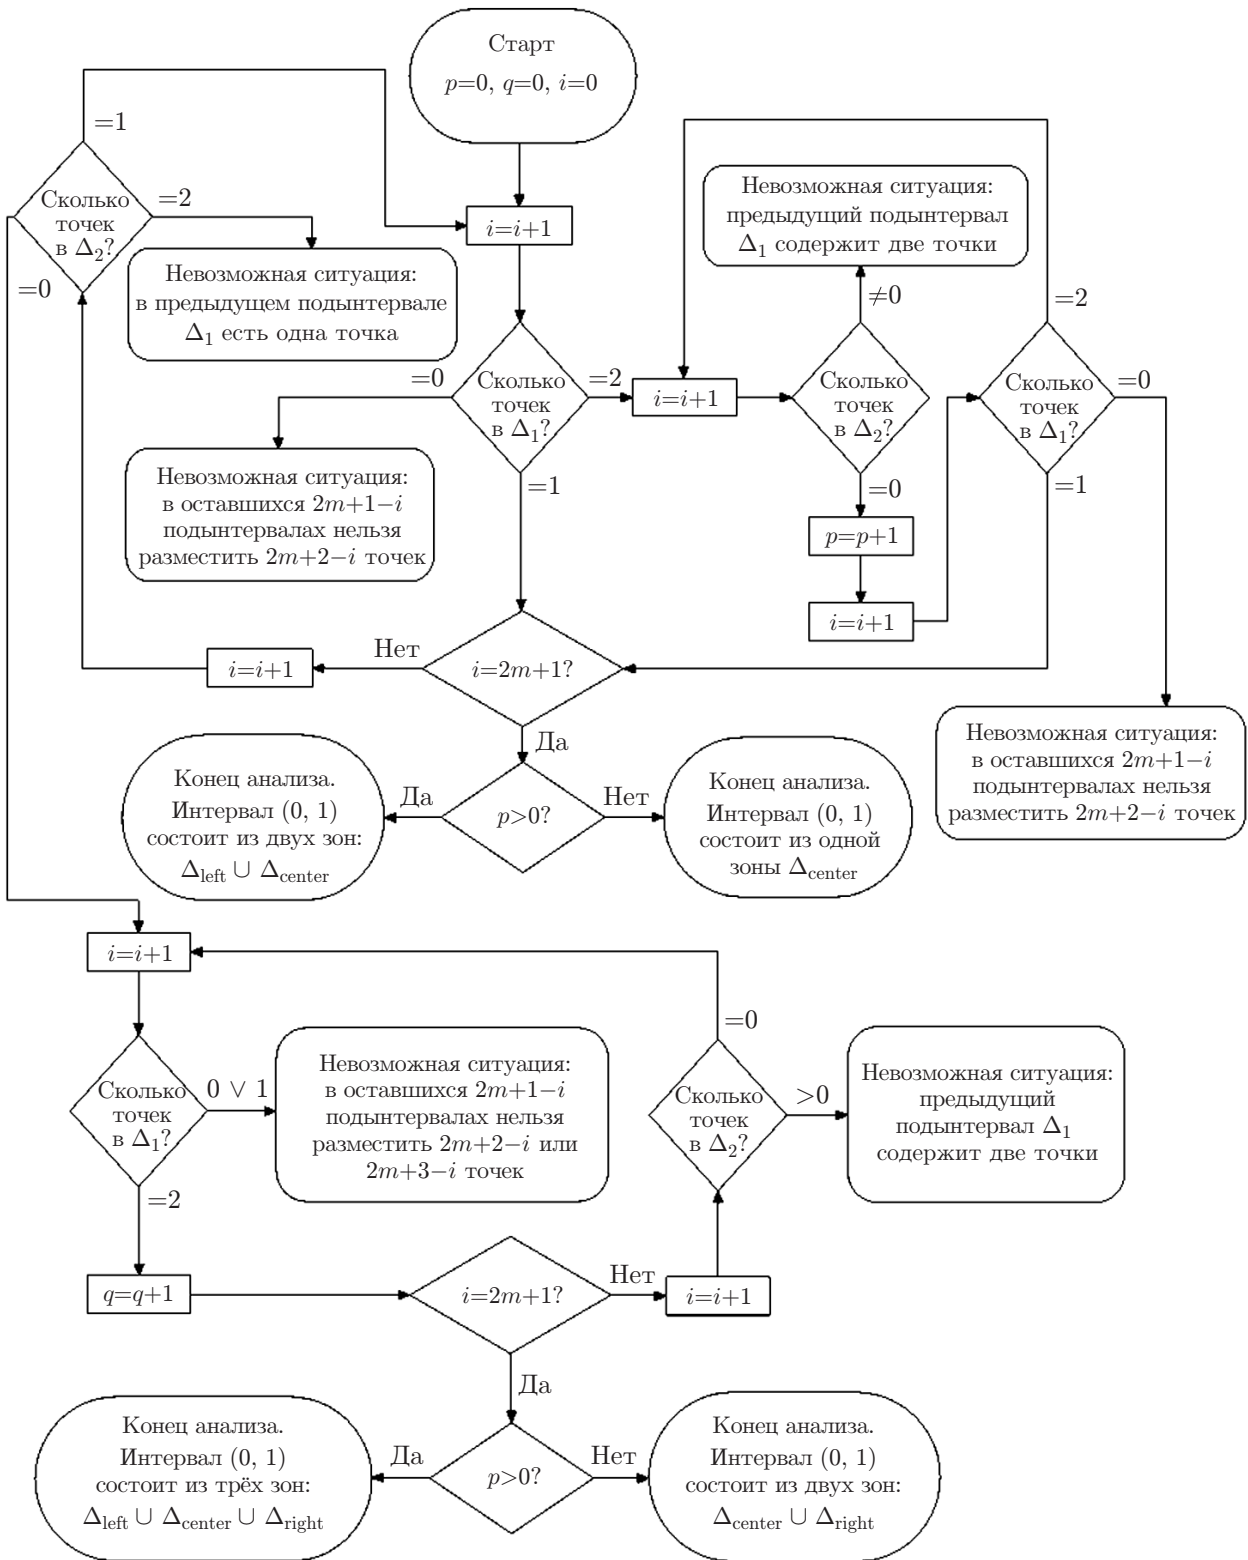 Старт
p=0, q=0, i=0
=1
Сколько
точек
в Δ₂?
=2
=0
i=i+1
Невозможная ситуация:
в предыдущем подынтервале
Δ₁ есть одна точка
Невозможная ситуация:
предыдущий подынтервал
Δ₁ содержит две точки
≠0
=2
=0
Сколько
точек
в Δ₁?
=2
=1
i=i+1
Сколько
точек
в Δ₂?
=0
Сколько
точек
в Δ₁?
=0
=1
Невозможная ситуация:
в оставшихся 2m+1−i
подынтервалах нельзя
разместить 2m+2−i точек
p=p+1
i=i+1
Нет
i=i+1
i=2m+1?
Да
Невозможная ситуация:
в оставшихся 2m+1−i
подынтервалах нельзя
разместить 2m+2−i точек
Конец анализа.
Интервал (0, 1)
состоит из двух зон:
Δleft ∪ Δcenter
Да
p>0?
Нет
Конец анализа.
Интервал (0, 1)
состоит из одной
зоны Δcenter
i=i+1
=0
Сколько
точек
в Δ₁?
0 ∨ 1
=2
Невозможная ситуация:
в оставшихся 2m+1−i
подынтервалах нельзя
разместить 2m+2−i или
2m+3−i точек
Сколько
точек
в Δ₂?
>0
Невозможная ситуация:
предыдущий
подынтервал Δ₁
содержит две точки
q=q+1
i=2m+1?
Нет
i=i+1
Да
Конец анализа.
Интервал (0, 1)
состоит из трёх зон:
Δleft ∪ Δcenter ∪ Δright
Да
p>0?
Нет
Конец анализа.
Интервал (0, 1)
состоит из двух зон:
Δcenter ∪ Δright